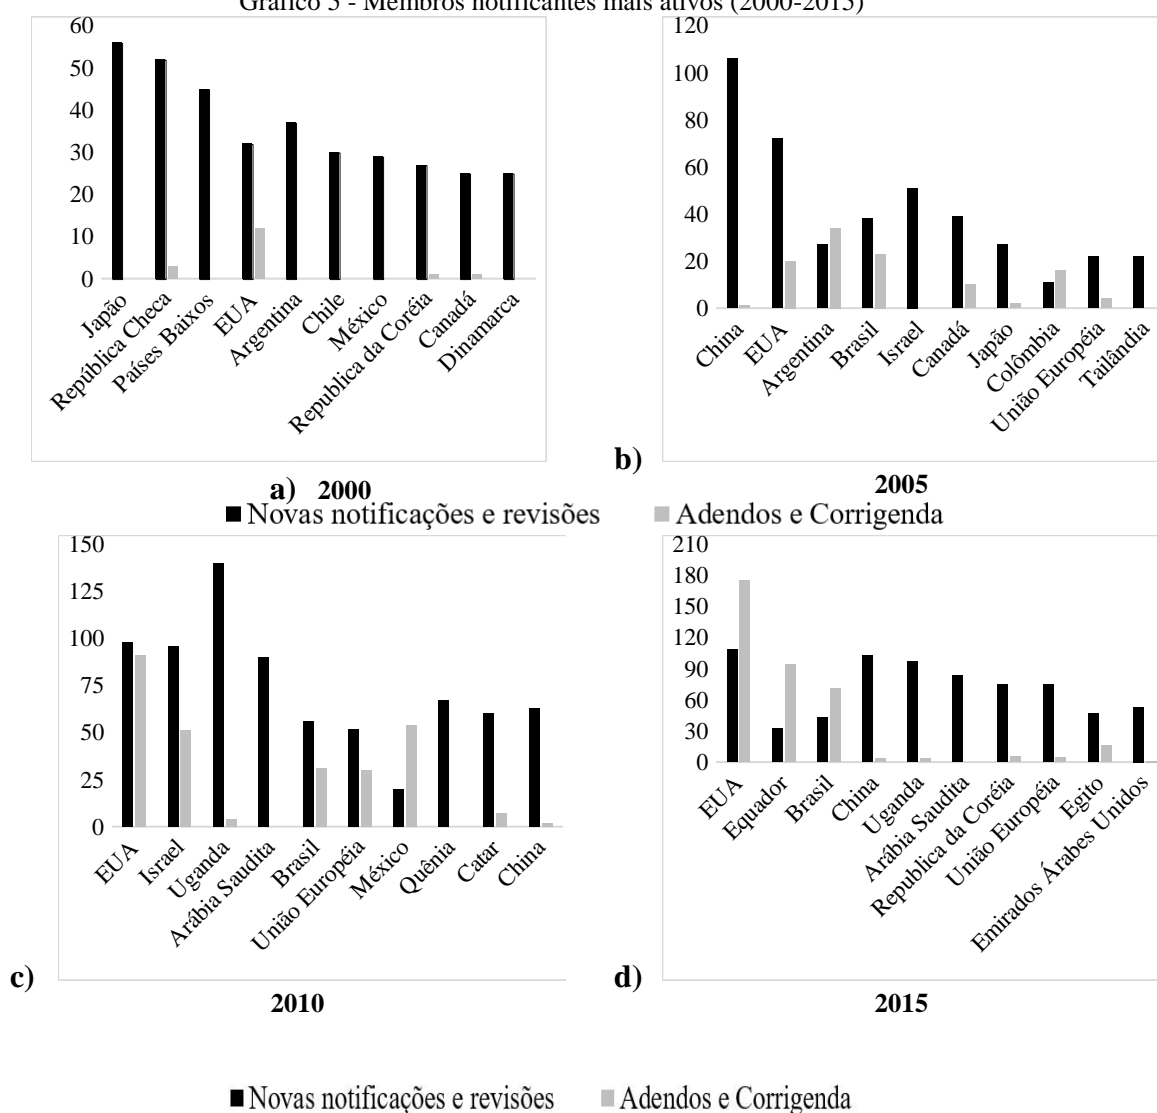 Gráfico 5 - Membros notificantes mais ativos (2000-2015)
60
50
40
30
20
10
0
Japão
República Checa
Países Baixos
EUA
Argentina
Chile
México
Republica da Coréia
Canadá
Dinamarca
a) 2000
120
100
80
60
40
20
0
China
EUA
Argentina
Brasil
Israel
Canadá
Japão
Colômbia
União Européia
Tailândia
b)
2005
Novas notificações e revisões
Adendos e Corrigenda
150
125
100
75
50
25
0
EUA
Israel
Uganda
Arábia Saudita
Brasil
União Européia
México
Quênia
Catar
China
c)
2010
210
180
150
120
90
60
30
0
EUA
Equador
Brasil
China
Uganda
Arábia Saudita
Republica da Coréia
União Européia
Egito
Emirados Árabes Unidos
d)
2015
Novas notificações e revisões
Adendos e Corrigenda